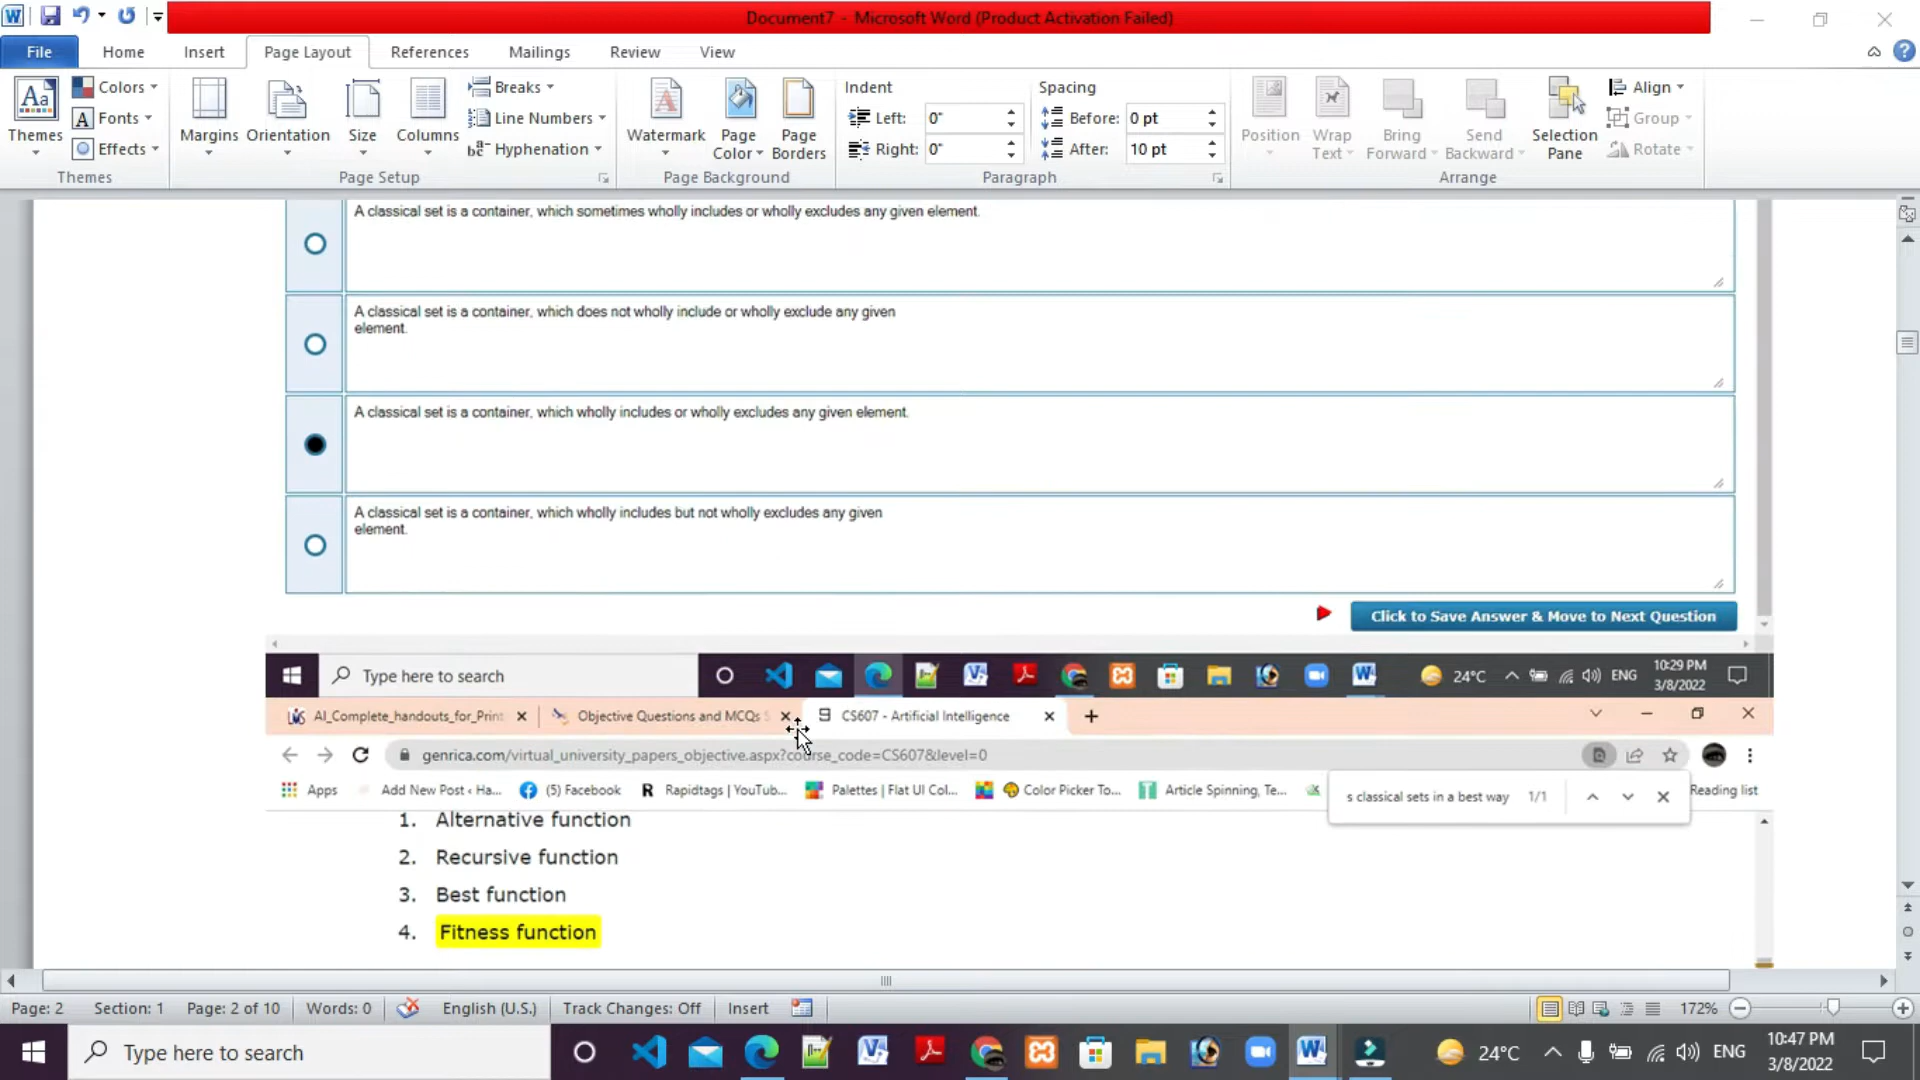 Document7 - Microsoft Word (Product Activation Failed)
File Home Insert Page Layout References Mailings Review View
Themes Colors Fonts Effects
Margins Orientation Size Columns Breaks Line Numbers Hyphenation
Watermark Page Color Page Borders
Indent Left: 0" Right: 0"
Spacing Before: 0 pt After: 10 pt
Position Wrap Text Bring Forward Send Backward Selection Pane Align Group Rotate
Themes Page Setup Page Background Paragraph Arrange
A classical set is a container, which sometimes wholly includes or wholly excludes any given element.
A classical set is a container, which does not wholly include or wholly exclude any given
element.
A classical set is a container, which wholly includes or wholly excludes any given element.
A classical set is a container, which wholly includes but not wholly excludes any given
element.
Click to Save Answer & Move to Next Question
Type here to search 24°C ENG 10:29 PM
3/8/2022
AI_Complete_handouts_for_Print Objective Questions and MCQs S CS607 - Artificial Intelligence
genrica.com/virtual_university_papers_objective.aspx?course_code=CS607&level=0
Apps Add New Post ‹ Ha... (5) Facebook Rapidtags | YouTub... Palettes | Flat UI Col... Color Picker To... Article Spinning, Te... Reading list
s classical sets in a best way 1/1
1. Alternative function
2. Recursive function
3. Best function
4. Fitness function
Page: 2 Section: 1 Page: 2 of 10 Words: 0 English (U.S.) Track Changes: Off Insert 172%
Type here to search 24°C ENG 10:47 PM
3/8/2022